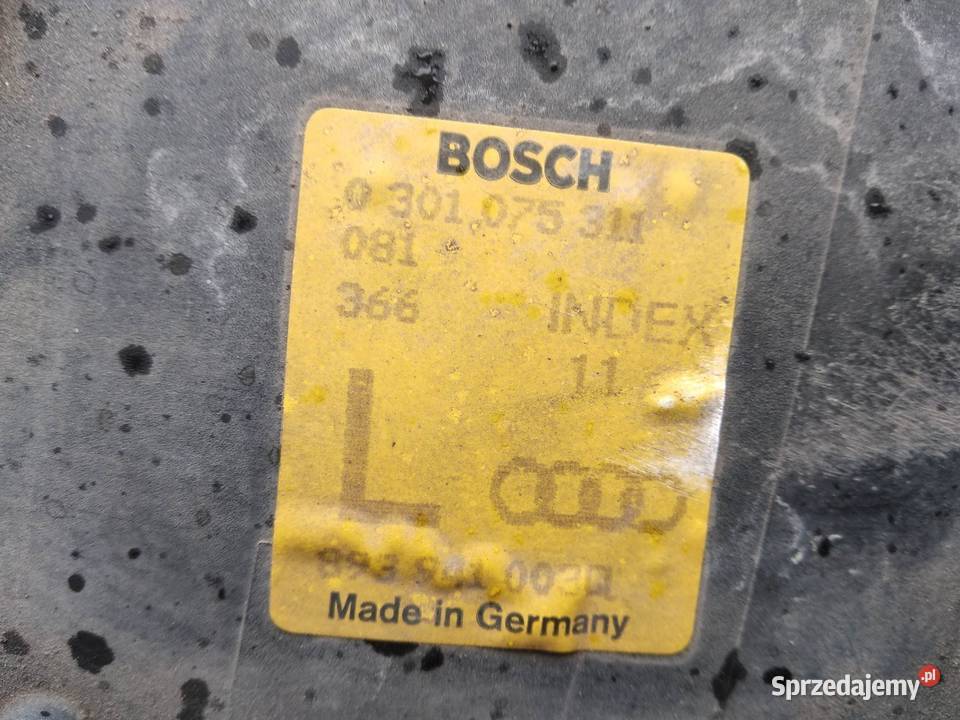 BOSCH
0 301 075 311
081
366 INDEX
11
L
Made in Germany
Sprzedajemy.pl